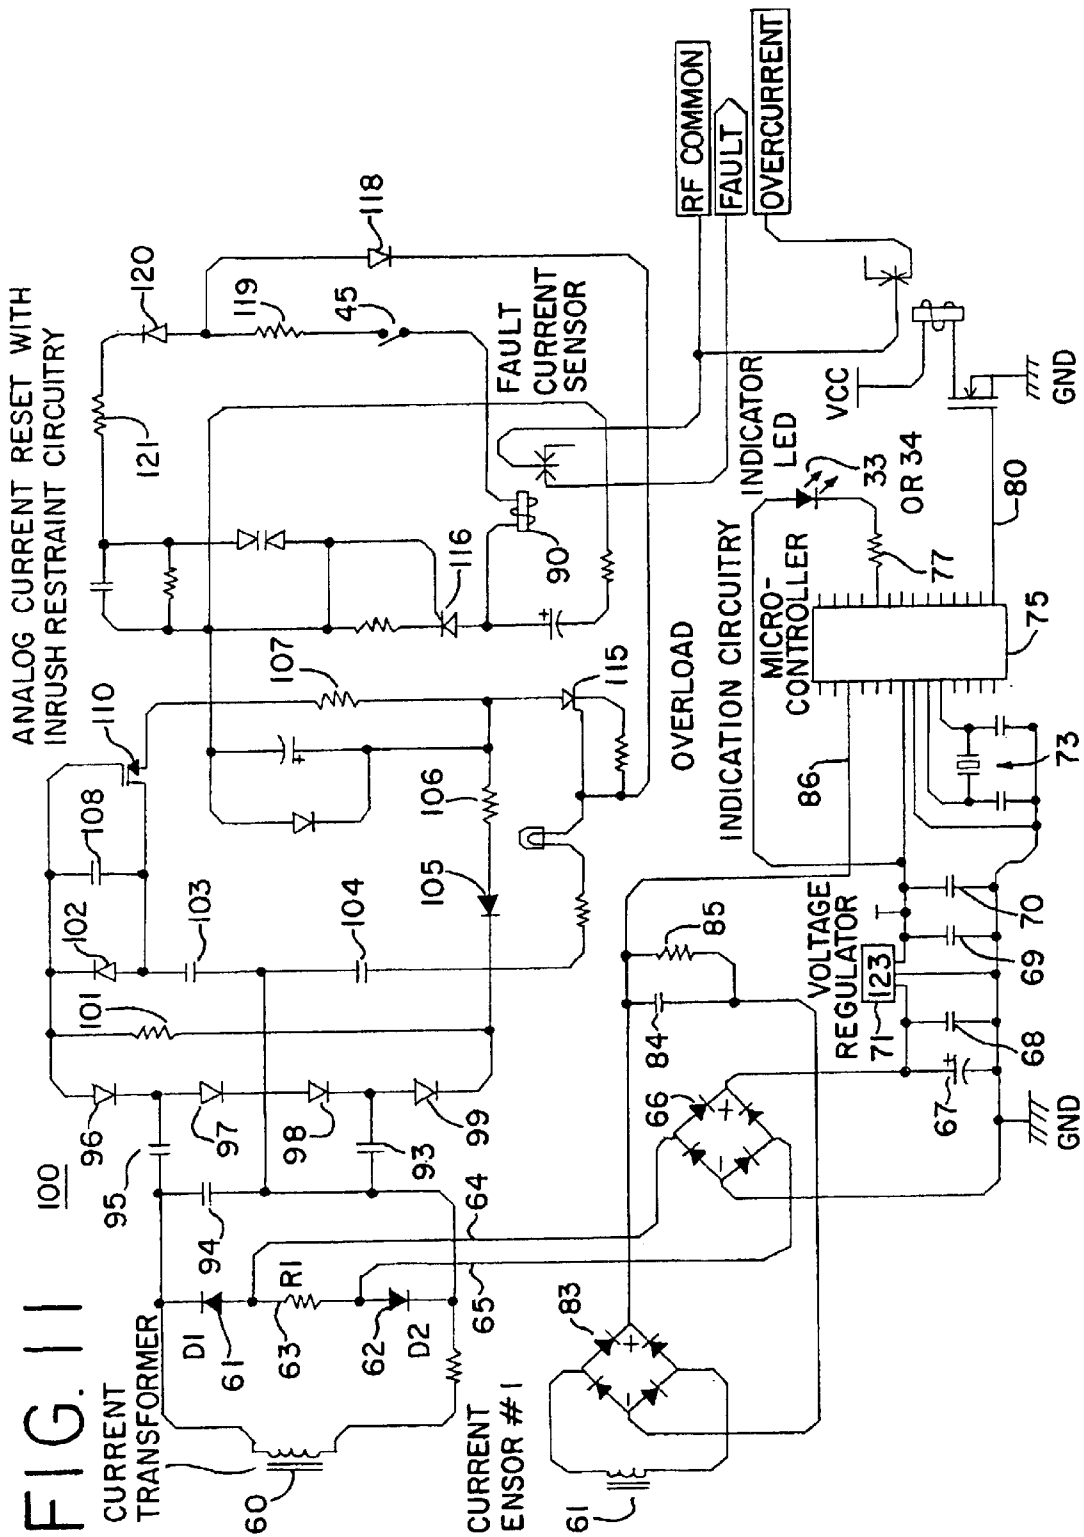 FIG. 11
100
ANALOG CURRENT RESET WITH
INRUSH RESTRAINT CIRCUITRY
CURRENT
TRANSFORMER
60
D1
61
R1
63
62
D2
94
95
96
97
98
93
99
64
65
101
102
103
104
108
110
105
106
107
115
116
121
120
119
118
45
90
FAULT
CURRENT
SENSOR
RF COMMON
FAULT
OVERCURRENT
CURRENT
ENSOR #1
61
83
66
84
85
86
OVERLOAD
INDICATION CIRCUITRY
VOLTAGE
REGULATOR
71
123
67
68
69
70
73
GND
MICRO-
CONTROLLER
75
77
80
INDICATOR
LED
33
OR 34
VCC
GND